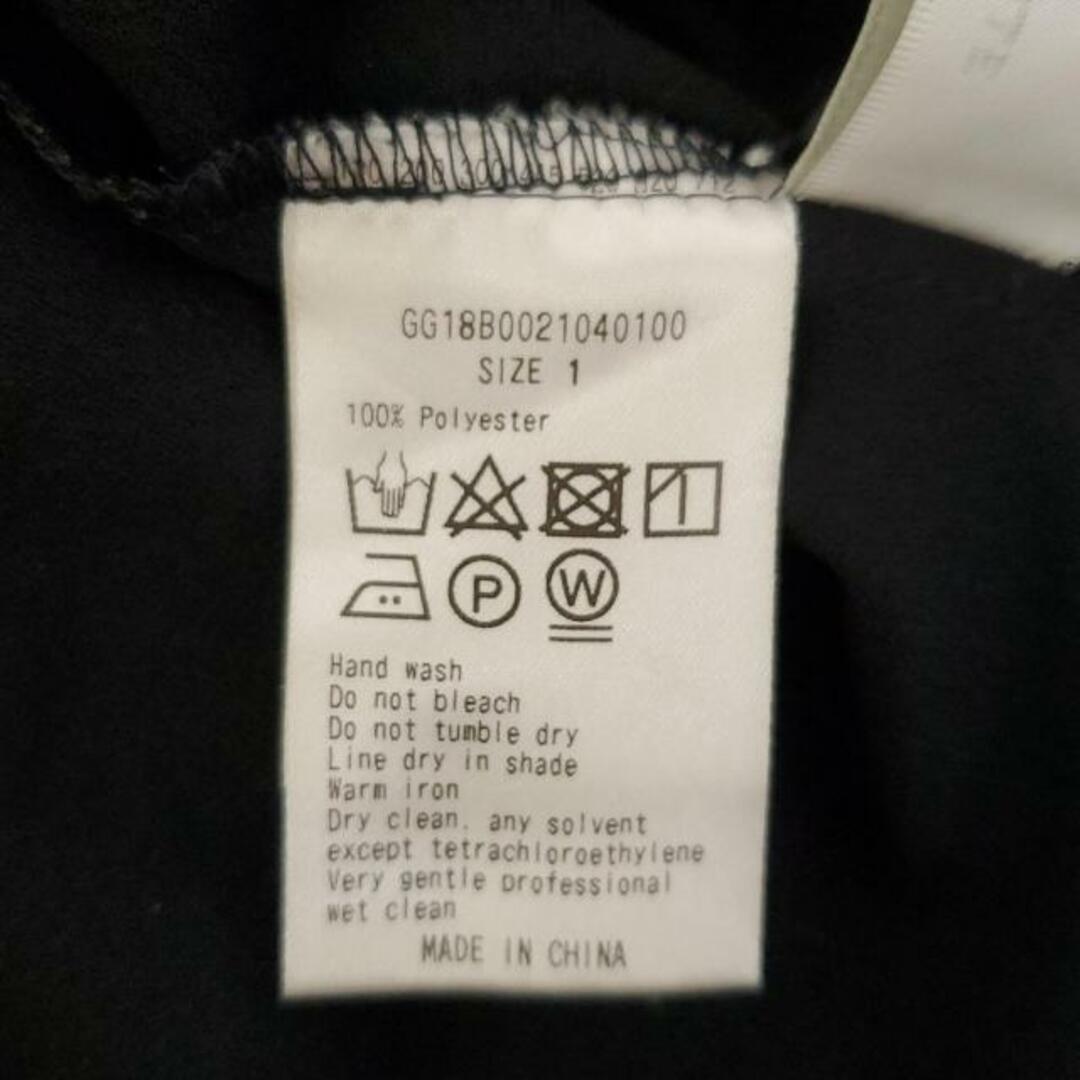 GG18B0021040100
SIZE 1
100% Polyester
P W
Hand wash
Do not bleach
Do not tumble dry
Line dry in shade
Warm iron
Dry clean. any solvent
except tetrachloroethylene
Very gentle professional
wet clean
MADE IN CHINA